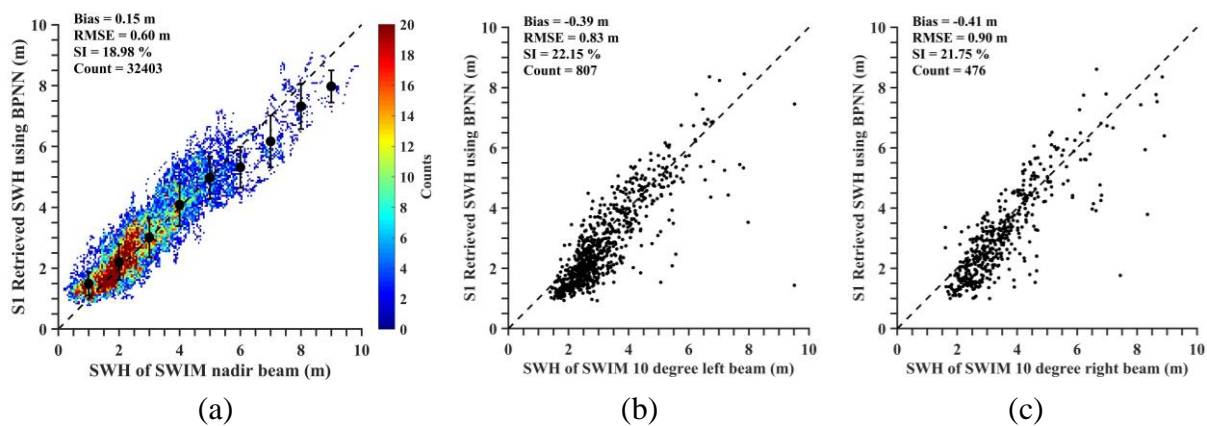 Bias = 0.15 m
RMSE = 0.60 m
SI = 18.98 %
Count = 32403
S1 Retrieved SWH using BPNN (m)
10
8
6
4
2
0
0 2 4 6 8 10
SWH of SWIM nadir beam (m)
20
18
16
14
12
10
8
6
4
2
0
Counts
(a)
Bias = -0.39 m
RMSE = 0.83 m
SI = 22.15 %
Count = 807
S1 Retrieved SWH using BPNN (m)
10
8
6
4
2
0
0 2 4 6 8 10
SWH of SWIM 10 degree left beam (m)
(b)
Bias = -0.41 m
RMSE = 0.90 m
SI = 21.75 %
Count = 476
S1 Retrieved SWH using BPNN (m)
10
8
6
4
2
0
0 2 4 6 8 10
SWH of SWIM 10 degree right beam (m)
(c)